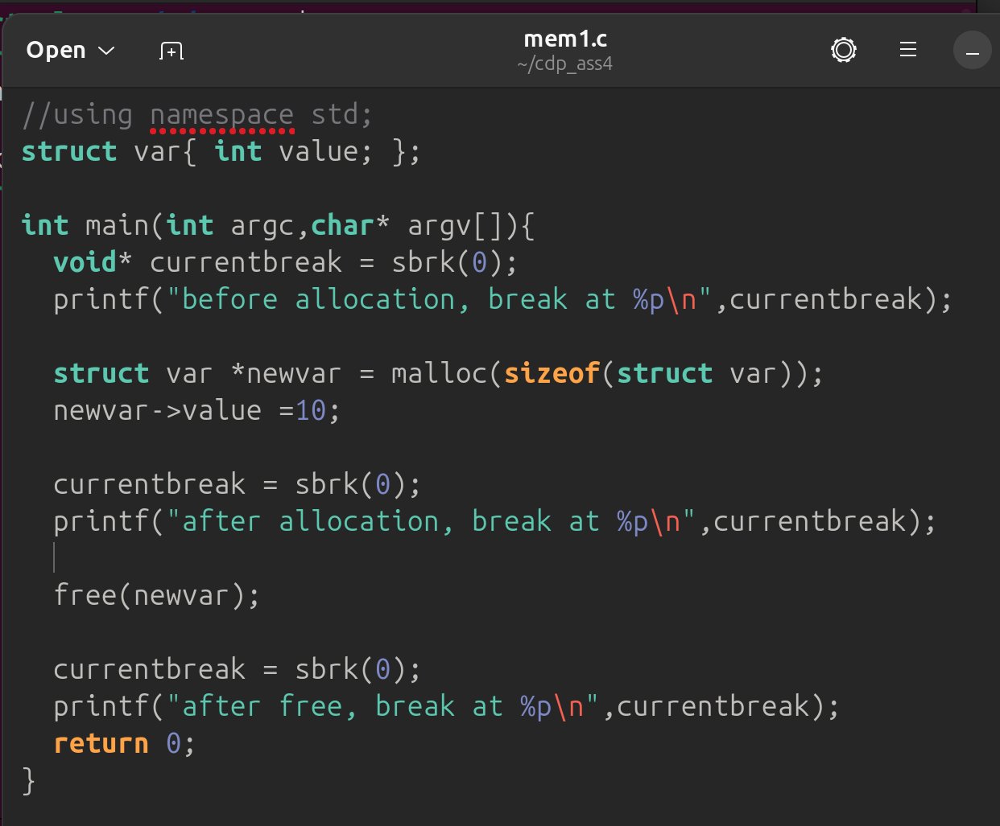 Open
mem1.c
~/cdp_ass4
//using namespace std;
struct var{ int value; };
int main(int argc,char* argv[]){
void* currentbreak = sbrk(0);
printf("before allocation, break at %p\n",currentbreak);
struct var *newvar = malloc(sizeof(struct var));
newvar->value =10;
currentbreak = sbrk(0);
printf("after allocation, break at %p\n",currentbreak);
free(newvar);
currentbreak = sbrk(0);
printf("after free, break at %p\n",currentbreak);
return 0;
}